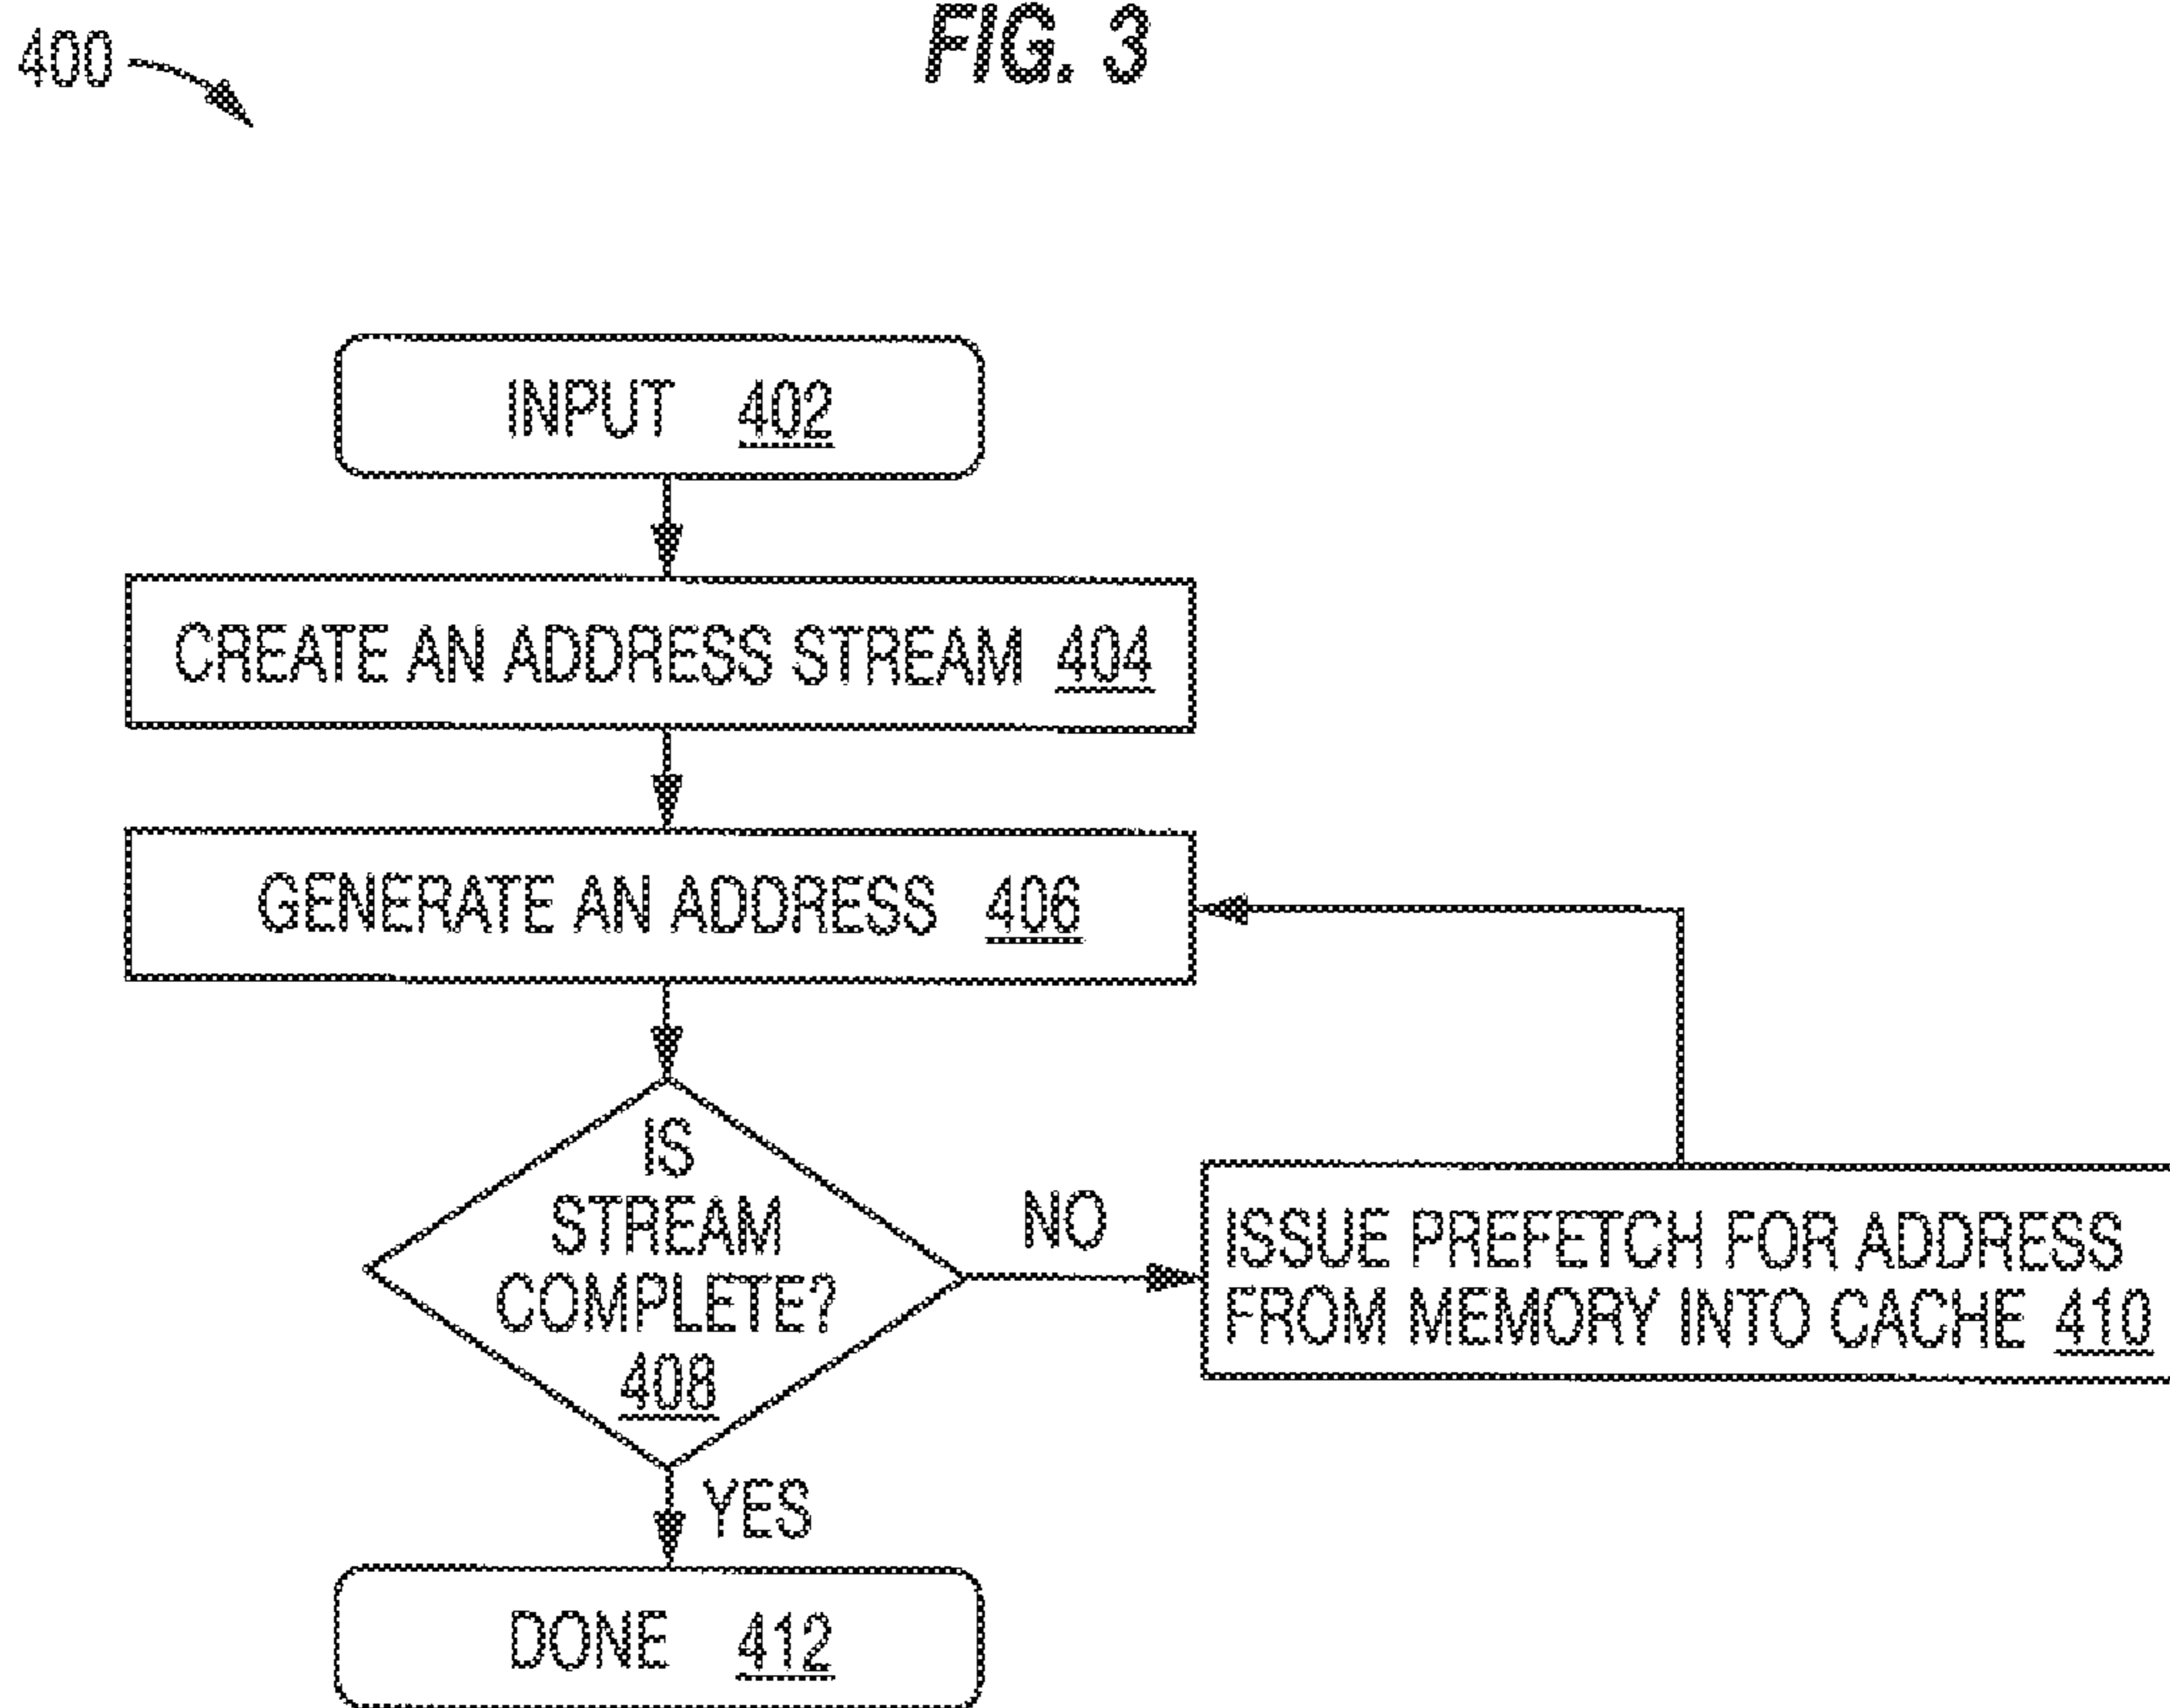 FIG. 3
400
INPUT 402
CREATE AN ADDRESS STREAM 404
GENERATE AN ADDRESS 406
IS
STREAM
COMPLETE?
408
NO
ISSUE PREFETCH FOR ADDRESS
FROM MEMORY INTO CACHE 410
YES
DONE 412